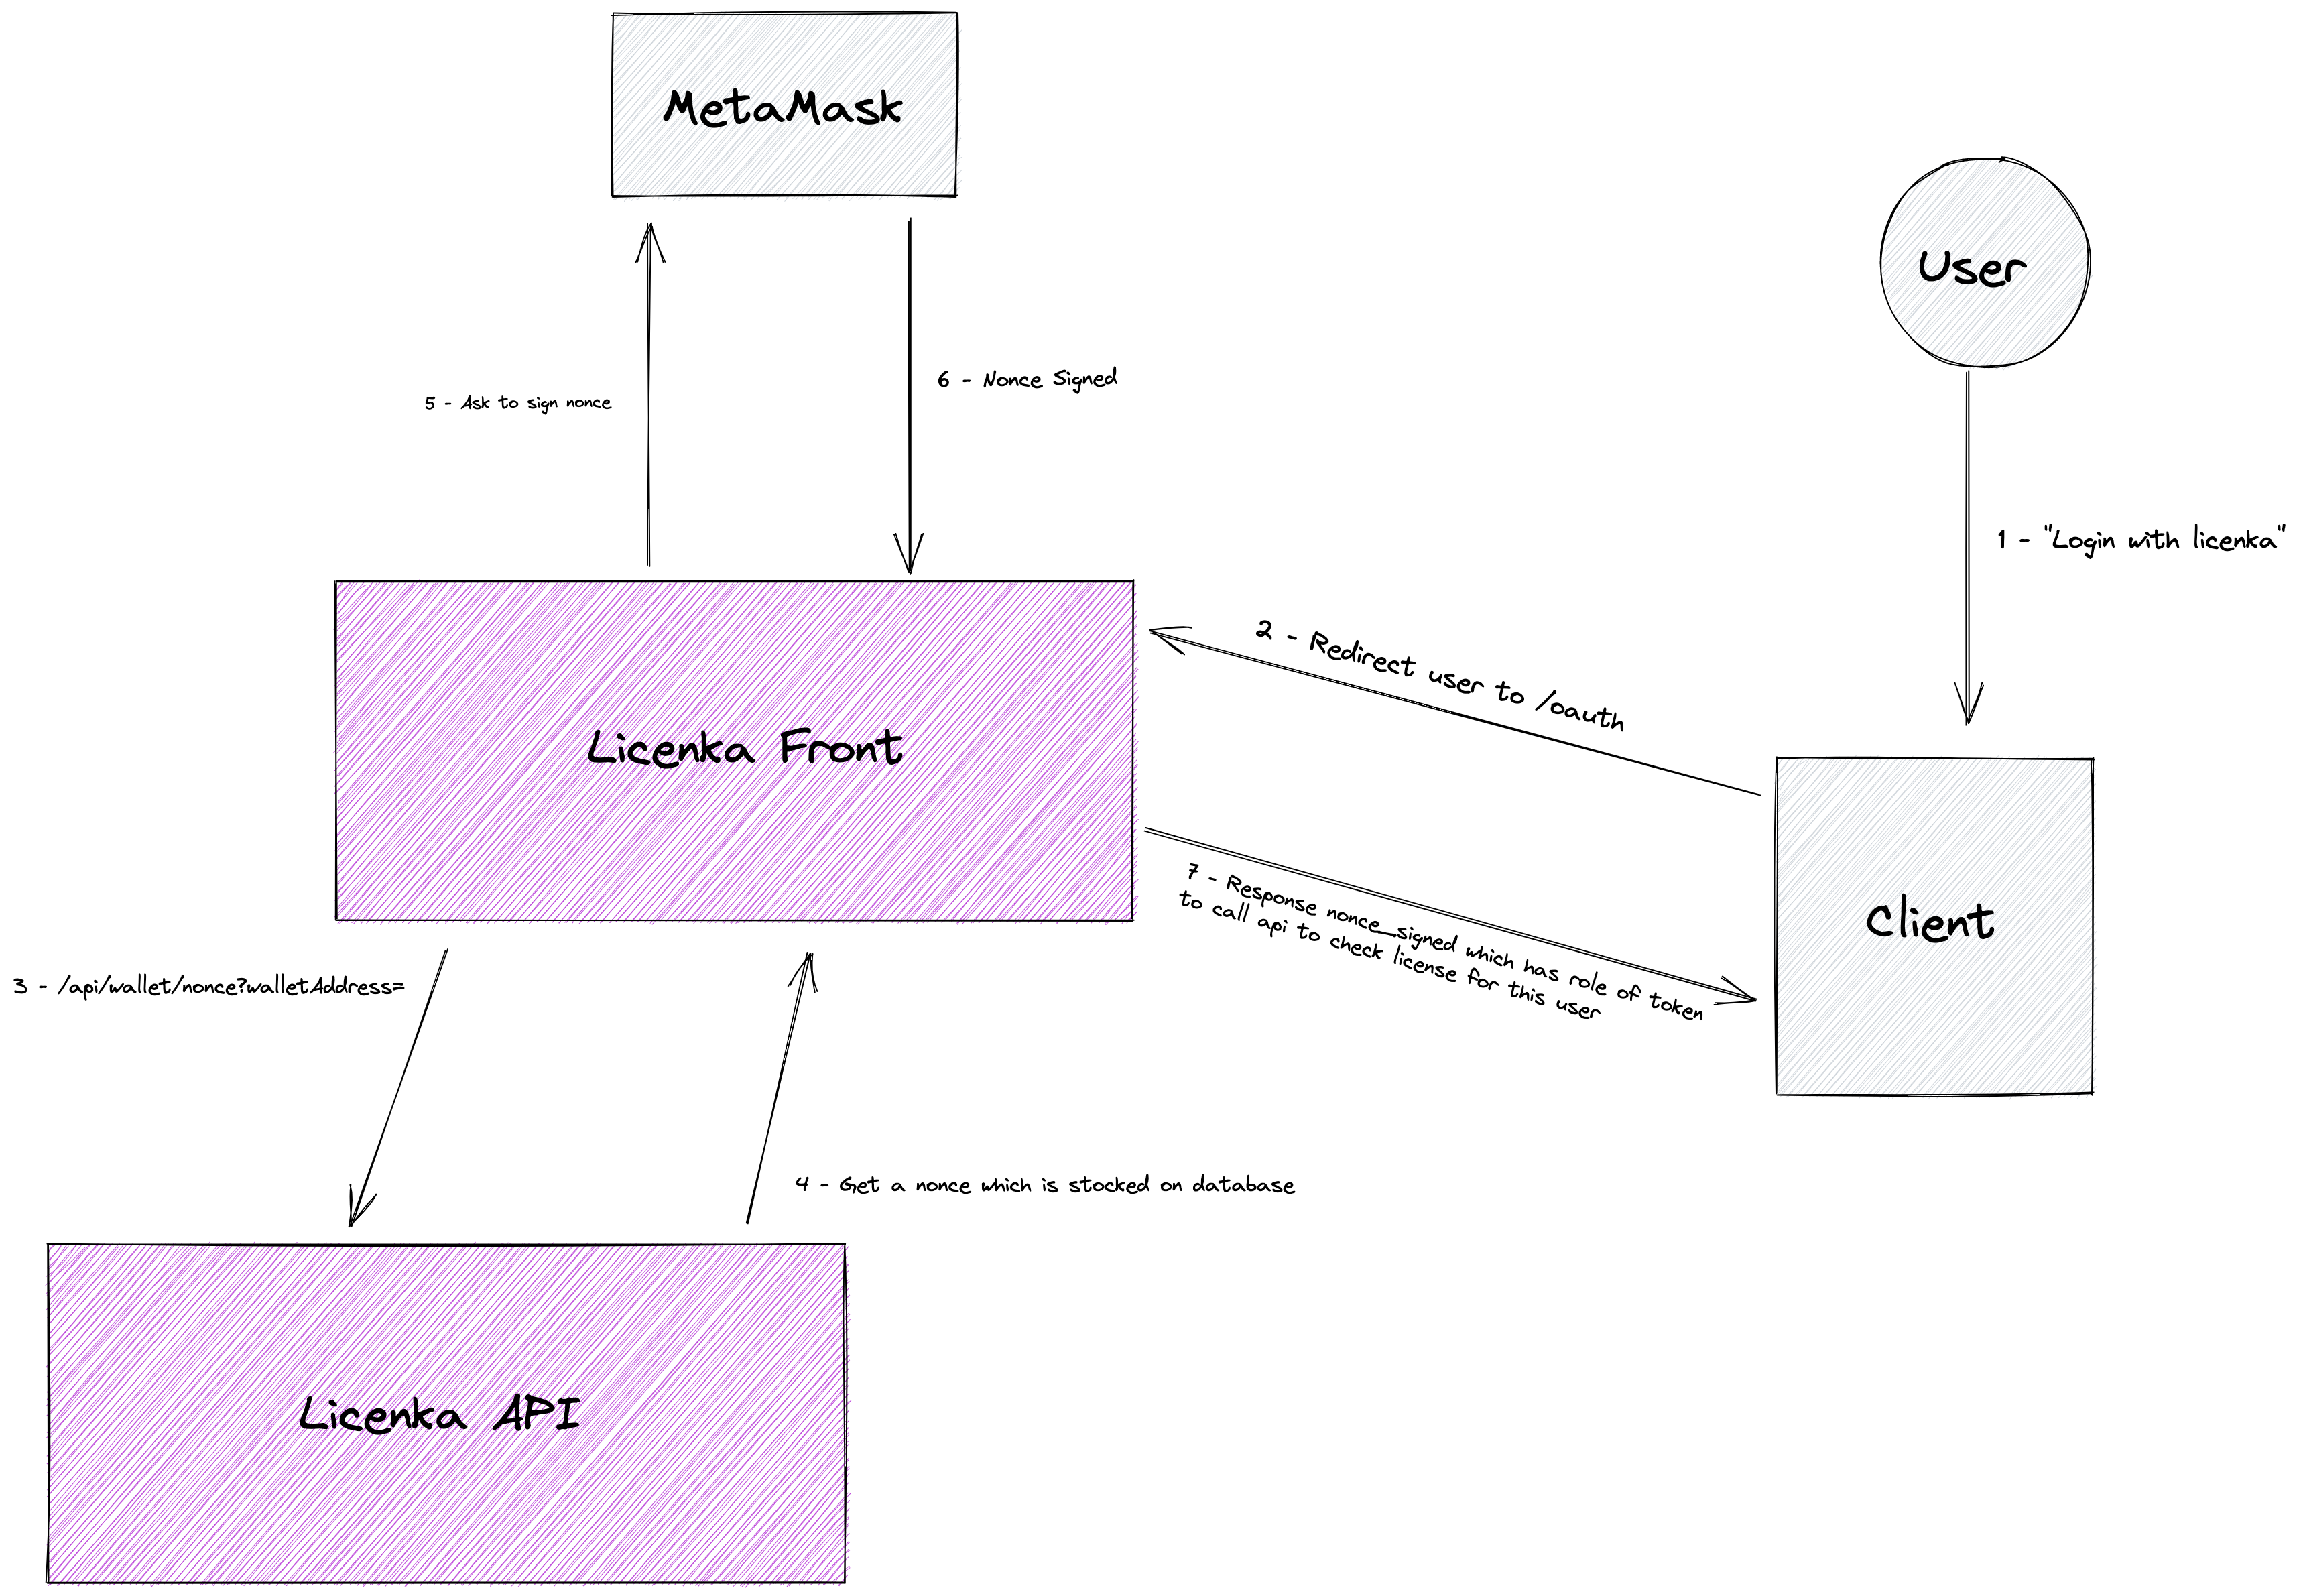 MetaMask
User
5 - Ask to sign nonce
6 - Nonce Signed
1 - "Login with licenka"
2 - Redirect user to /oauth
Licenka Front
7 - Response nonce_signed which has role of token
to call api to check license for this user
Client
3 - /api/wallet/nonce?walletAddress=
4 - Get a nonce which is stocked on database
Licenka API